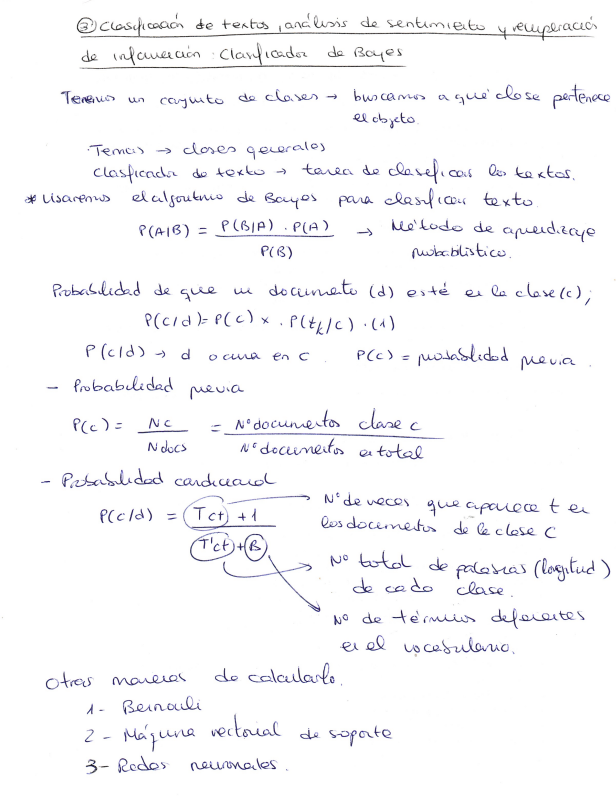 ③ Clasificación de textos, análisis de sentimiento y recuperació
de información: Clasificador de Bayes
Tenemos un conjunto de clases → buscamos a qué clase pertenece
el objeto.
·Temas → clases generales
Clasificador de texto → tarea de clasificar los textos.
* Usaremos el algoritmo de Bayes para clasificar texto
P(A|B) = P(B|A) · P(A) / P(B) → Método de aprendizaje
probabilístico.
Probabilidad de que un documento (d) esté en la clase (c);
P(c/d) = P(c) × · P(tk/c) · (1)
P(c/d) → d ocurra en c P(c) = probabilidad previa.
- Probabilidad previa
P(c) = Nc / Ndocs = Nº documentos clase c / Nº documentos en total
- Probabilidad condicional
P(c/d) = Tct + 1 / T'ct + B
Nº de veces que aparece t en
los documentos de la clase C
Nº total de palabras (longitud)
de cada clase.
Nº de términos diferentes
en el vocabulario.
Otras maneras de calcularlo.
1- Bernouli
2- Máquina vectorial de soporte
3- Redes neuronales.